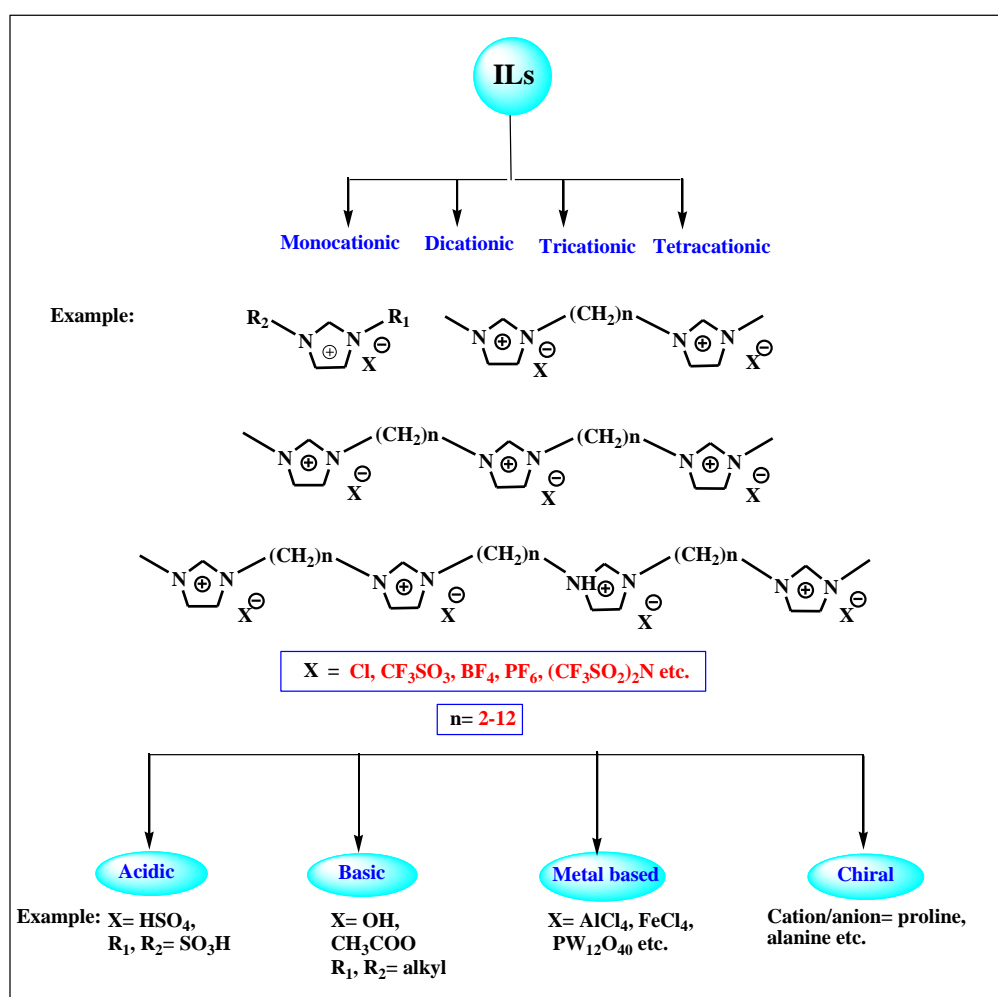 ILs
Monocationic Dicationic Tricationic Tetracationic
Example:
R₂ R₁ (CH₂)n
N N N N N N
⊕ X⊖ ⊕ X⊖ ⊕ X⊖
(CH₂)n (CH₂)n
N N N N N N
⊕ X⊖ ⊕ X⊖ ⊕ X⊖
(CH₂)n (CH₂)n (CH₂)n
N N N N NH N N N
⊕ X⊖ ⊕ X⊖ ⊕ X⊖ ⊕ X⊖
X = Cl, CF₃SO₃, BF₄, PF₆, (CF₃SO₂)₂N etc.
n= 2-12
Acidic Basic Metal based Chiral
Example: X= HSO₄, X= OH, X= AlCl₄, FeCl₄, Cation/anion= proline,
R₁, R₂= SO₃H CH₃COO PW₁₂O₄₀ etc. alanine etc.
R₁, R₂= alkyl